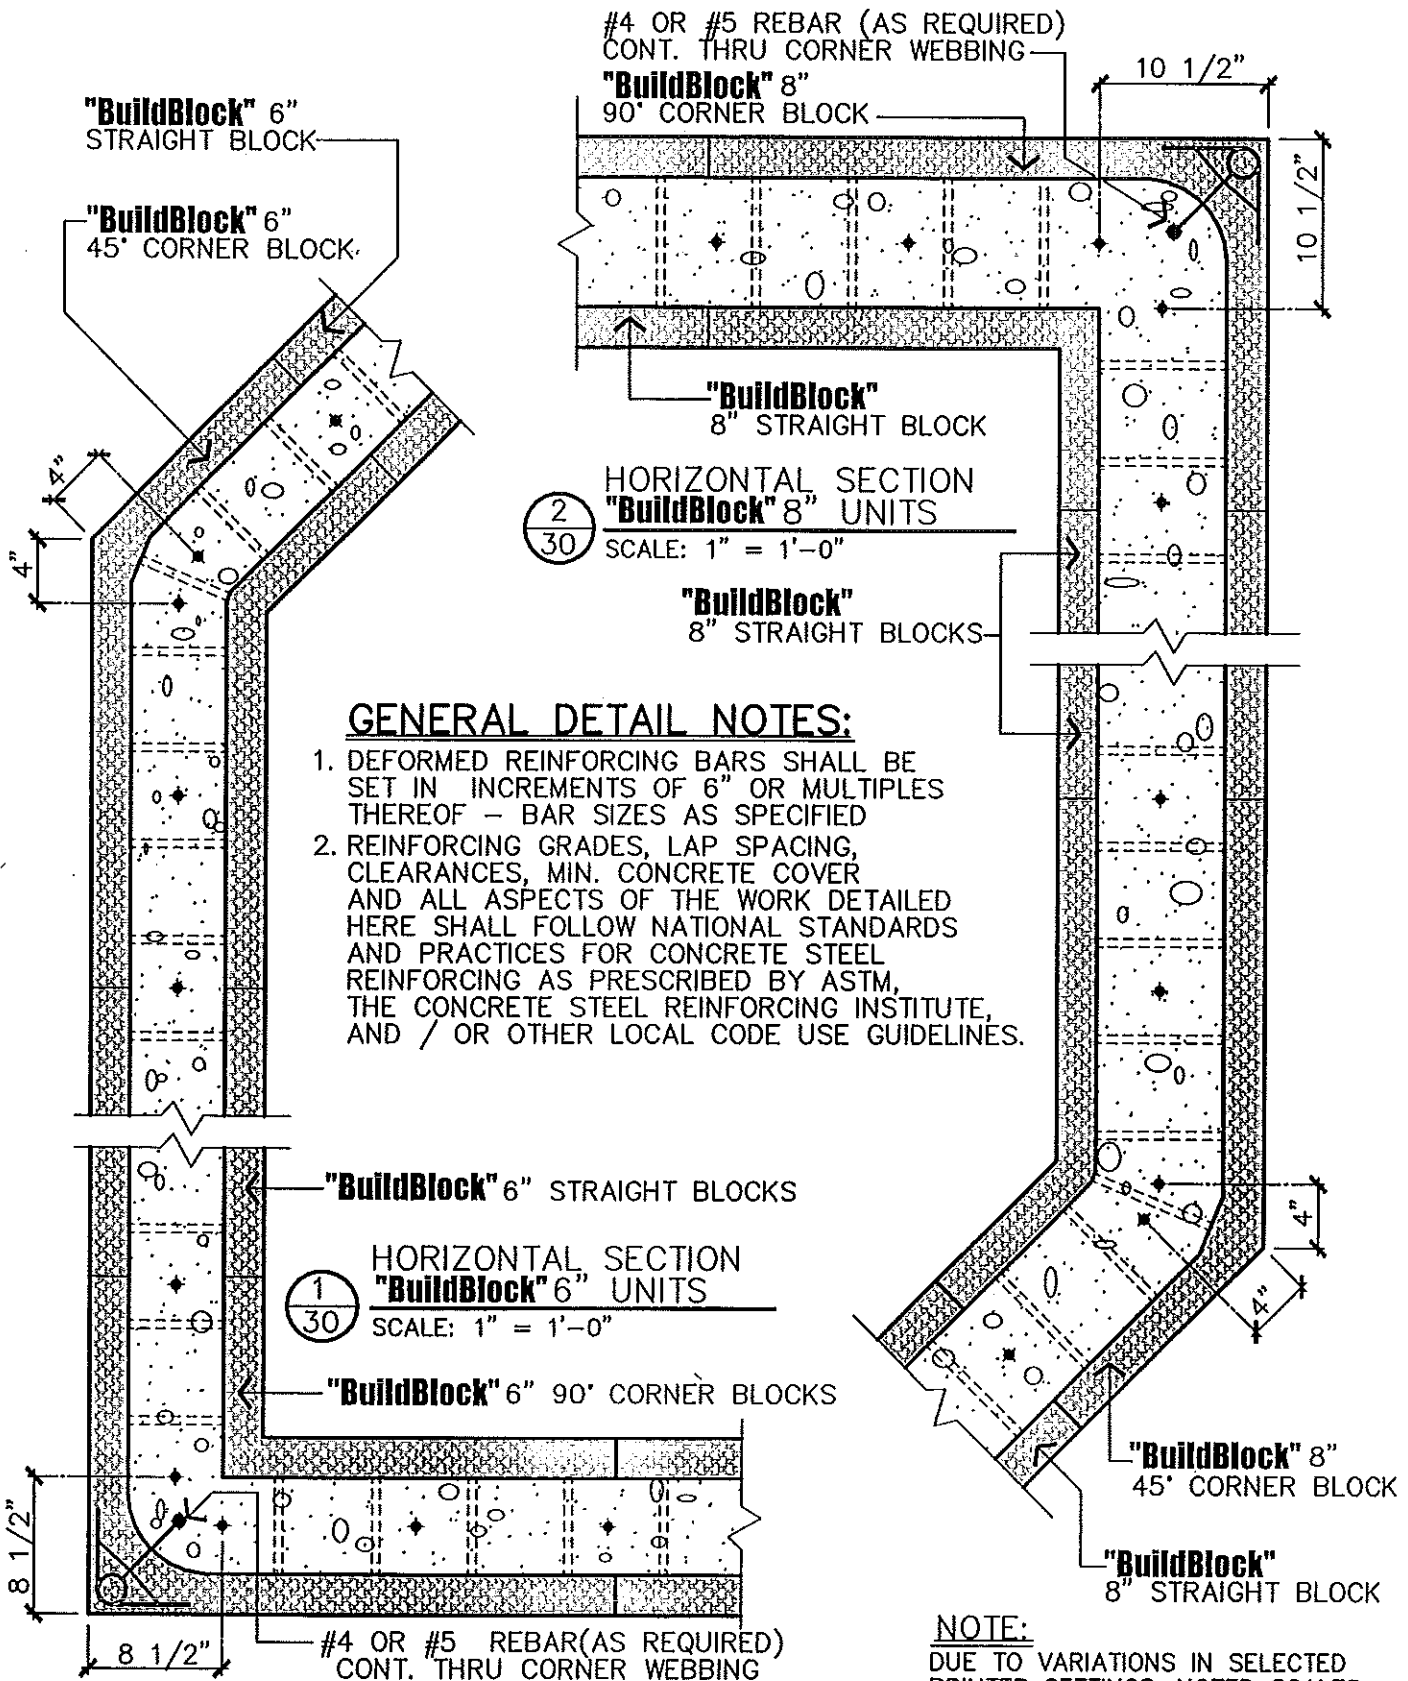 #4 OR #5 REBAR (AS REQUIRED)
CONT. THRU CORNER WEBBING
"BuildBlock" 8"
90° CORNER BLOCK
10 1/2"
10 1/2"
"BuildBlock" 6"
STRAIGHT BLOCK
"BuildBlock" 6"
45° CORNER BLOCK
4"
4"
"BuildBlock"
8" STRAIGHT BLOCK
2
30
HORIZONTAL SECTION
"BuildBlock" 8" UNITS
SCALE: 1" = 1'-0"
"BuildBlock"
8" STRAIGHT BLOCKS
GENERAL DETAIL NOTES:
1. DEFORMED REINFORCING BARS SHALL BE
SET IN INCREMENTS OF 6" OR MULTIPLES
THEREOF – BAR SIZES AS SPECIFIED
2. REINFORCING GRADES, LAP SPACING,
CLEARANCES, MIN. CONCRETE COVER
AND ALL ASPECTS OF THE WORK DETAILED
HERE SHALL FOLLOW NATIONAL STANDARDS
AND PRACTICES FOR CONCRETE STEEL
REINFORCING AS PRESCRIBED BY ASTM,
THE CONCRETE STEEL REINFORCING INSTITUTE,
AND / OR OTHER LOCAL CODE USE GUIDELINES.
"BuildBlock" 6" STRAIGHT BLOCKS
1
30
HORIZONTAL SECTION
"BuildBlock" 6" UNITS
SCALE: 1" = 1'-0"
"BuildBlock" 6" 90° CORNER BLOCKS
4"
4"
"BuildBlock" 8"
45° CORNER BLOCK
"BuildBlock"
8" STRAIGHT BLOCK
8 1/2"
8 1/2"
#4 OR #5 REBAR(AS REQUIRED)
CONT. THRU CORNER WEBBING
NOTE:
DUE TO VARIATIONS IN SELECTED